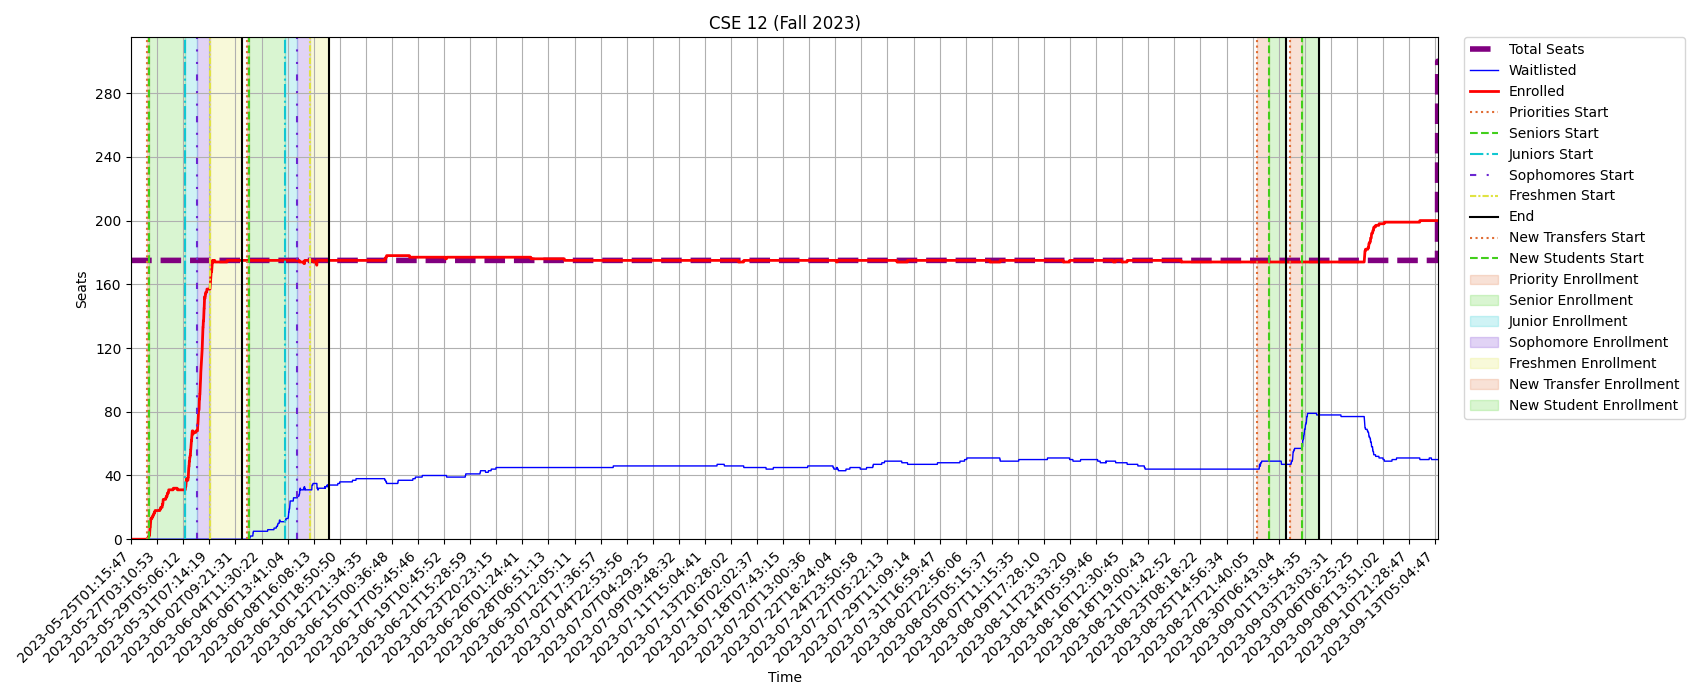 CSE 12 (Fall 2023)
280
240
200
160
120
80
40
0
Seats
2023-05-25T01:15:47
2023-05-27T03:10:53
2023-05-29T05:06:12
2023-05-31T07:14:19
2023-06-02T09:21:31
2023-06-04T11:30:22
2023-06-06T13:41:04
2023-06-08T16:08:13
2023-06-10T18:50:50
2023-06-12T21:34:35
2023-06-15T00:36:48
2023-06-17T05:45:46
2023-06-19T10:45:52
2023-06-21T15:28:59
2023-06-23T20:23:15
2023-06-26T01:24:41
2023-06-28T06:51:13
2023-06-30T12:05:11
2023-07-02T17:36:57
2023-07-04T22:53:56
2023-07-07T04:29:25
2023-07-09T09:48:32
2023-07-11T15:04:41
2023-07-13T20:28:02
2023-07-16T02:02:37
2023-07-18T07:43:15
2023-07-20T13:00:36
2023-07-22T18:24:04
2023-07-24T23:50:58
2023-07-27T05:22:13
2023-07-29T11:09:14
2023-07-31T16:59:47
2023-08-02T22:56:06
2023-08-05T05:15:37
2023-08-07T11:15:35
2023-08-09T17:28:10
2023-08-11T23:33:20
2023-08-14T05:59:46
2023-08-16T12:30:45
2023-08-18T19:00:43
2023-08-21T01:42:52
2023-08-23T08:18:22
2023-08-25T14:56:34
2023-08-27T21:40:05
2023-08-30T06:43:04
2023-09-01T13:54:35
2023-09-03T23:03:31
2023-09-06T06:25:25
2023-09-08T13:51:02
2023-09-10T21:28:47
2023-09-13T05:04:47
Time
Total Seats
Waitlisted
Enrolled
Priorities Start
Seniors Start
Juniors Start
Sophomores Start
Freshmen Start
End
New Transfers Start
New Students Start
Priority Enrollment
Senior Enrollment
Junior Enrollment
Sophomore Enrollment
Freshmen Enrollment
New Transfer Enrollment
New Student Enrollment